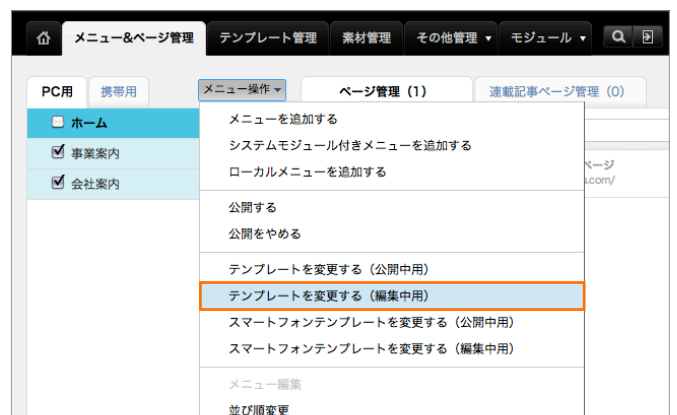 メニュー&ページ管理 テンプレート管理 素材管理 その他管理 ▼ モジュール ▼
PC用 携帯用 メニュー操作▼ ページ管理（1） 連載記事ページ管理（0）
ホーム
事業案内
会社案内
メニューを追加する
システムモジュール付きメニューを追加する
ローカルメニューを追加する
公開する
公開をやめる
テンプレートを変更する（公開中用）
テンプレートを変更する（編集中用）
スマートフォンテンプレートを変更する（公開中用）
スマートフォンテンプレートを変更する（編集中用）
メニュー編集
並び順変更
ページ
s.com/